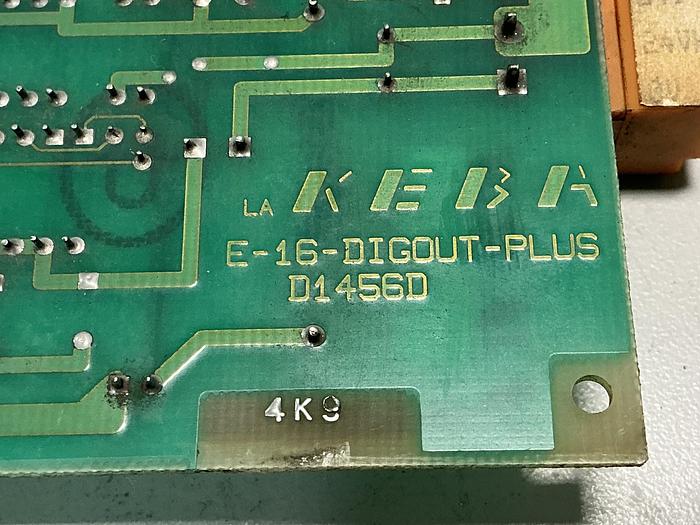 LA KEBA
E-16-DIGOUT-PLUS
D1456D
4K9